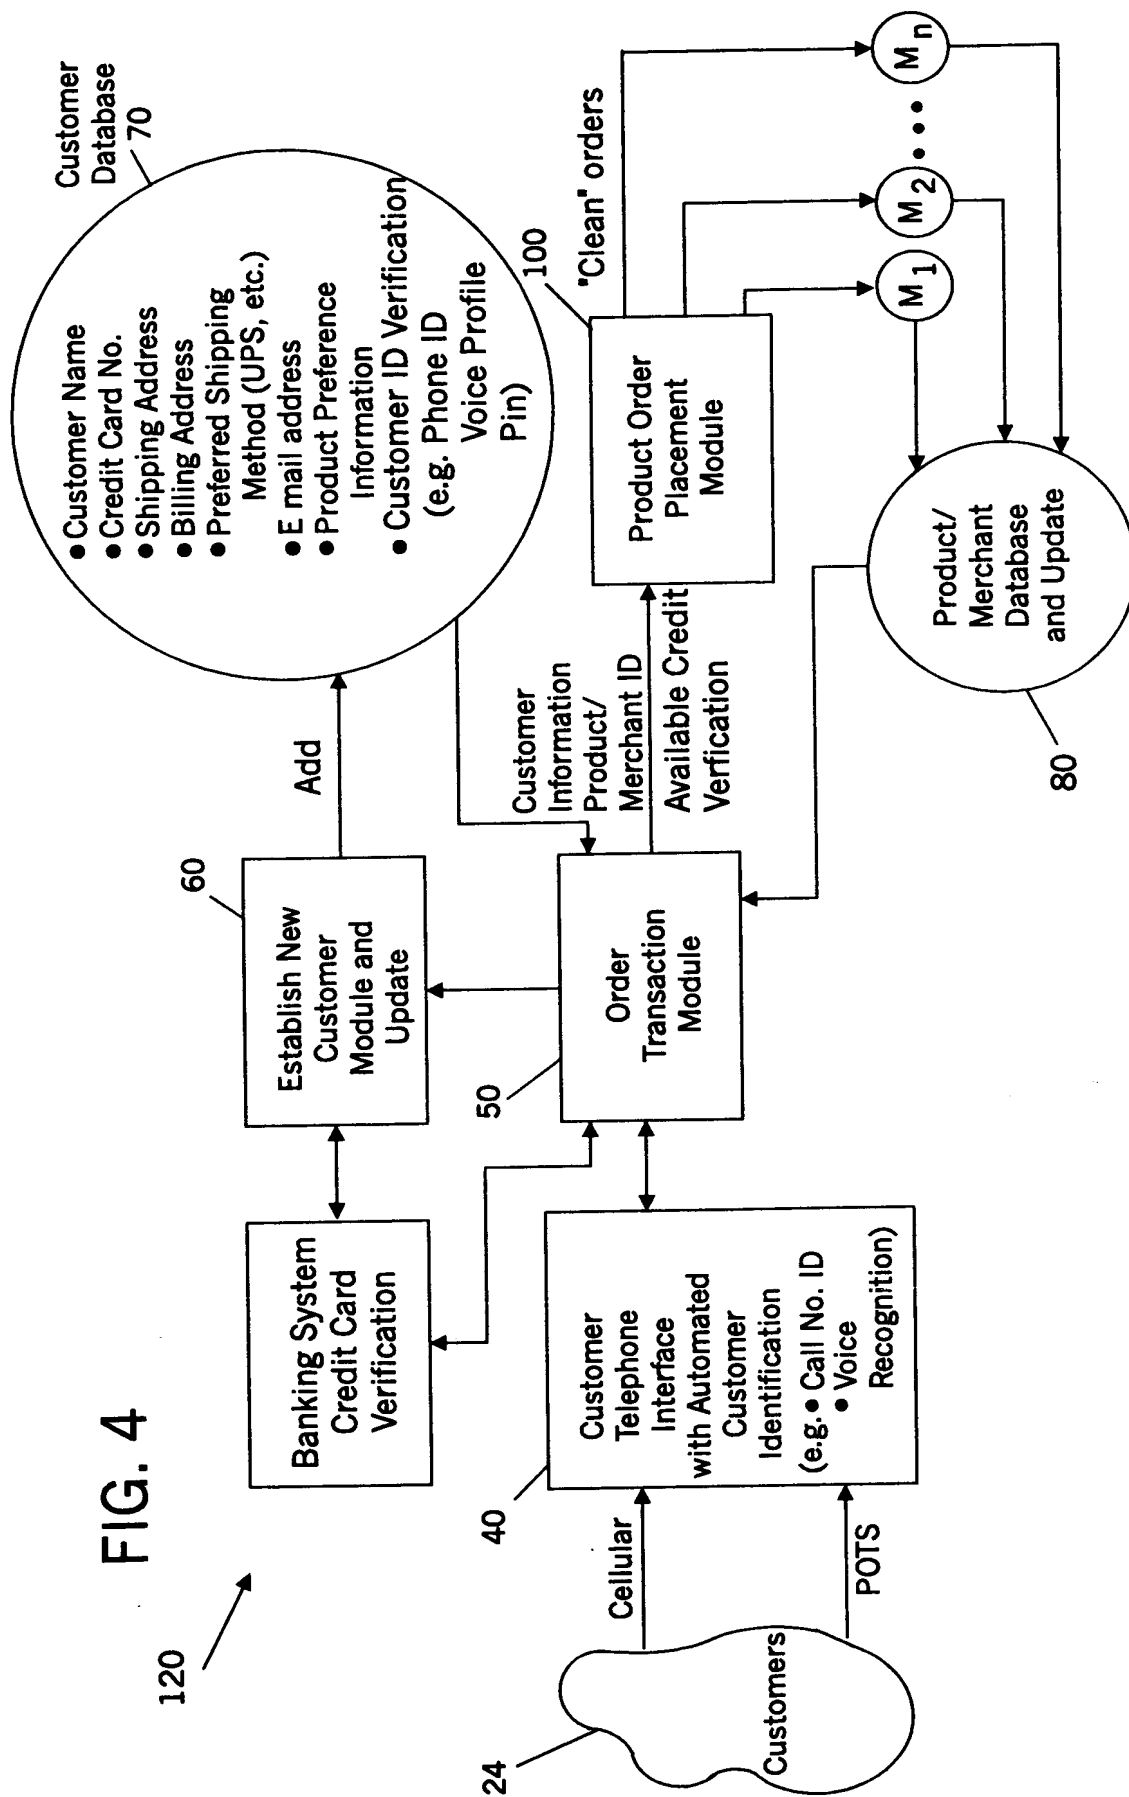 FIG. 4
120
Customer
Database
70
● Customer Name
● Credit Card No.
● Shipping Address
● Billing Address
● Preferred Shipping
Method (UPS, etc.)
● E mail address
● Product Preference
Information
● Customer ID Verification
(e.g. Phone ID
Voice Profile
Pin)
Banking System
Credit Card
Verification
60
Establish New
Customer
Module and
Update
Add
24
Customers
Cellular
POTS
40
Customer
Telephone
Interface
with Automated
Customer
Identification
(e.g. ● Call No. ID
● Voice
Recognition)
50
Order
Transaction
Module
Customer
Information
Product/
Merchant ID
Available Credit
Verfication
100
Product Order
Placement
Module
"Clean" orders
M1
M2
● ● ● ●
Mn
Product/
Merchant
Database
and Update
80